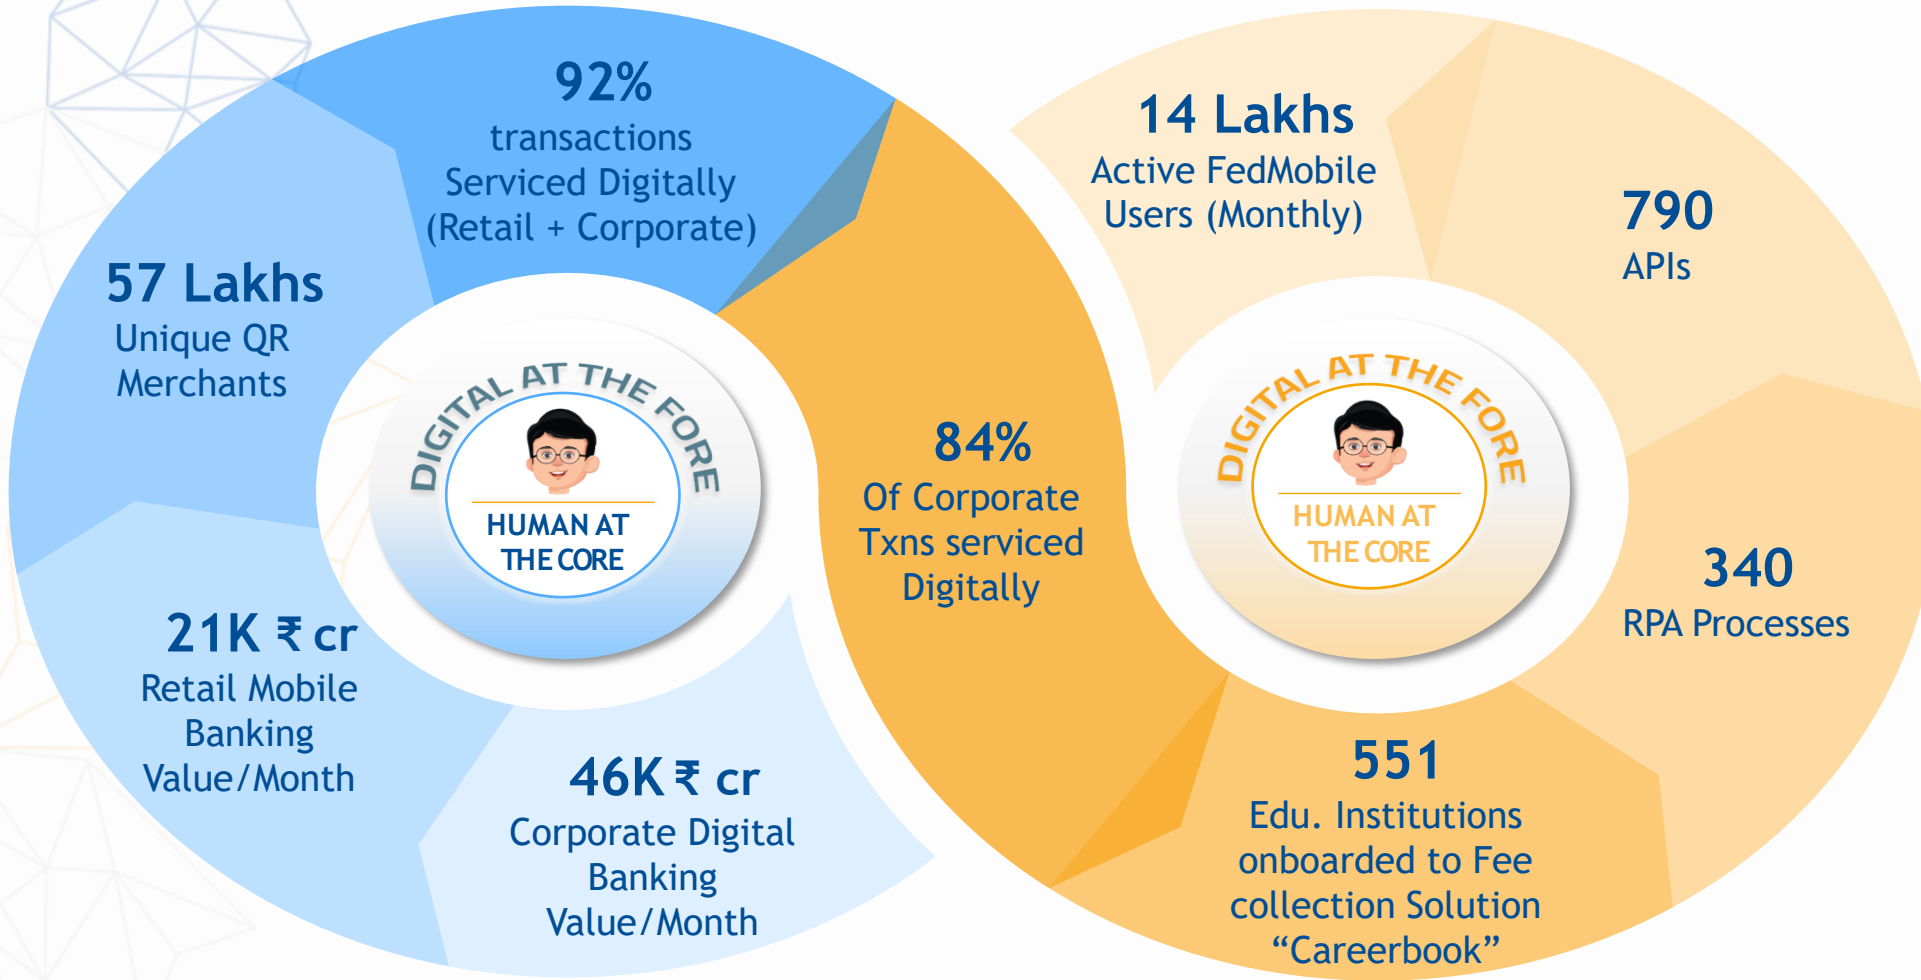 92%
transactions
Serviced Digitally
(Retail + Corporate)
57 Lakhs
Unique QR
Merchants
21K ₹ cr
Retail Mobile
Banking
Value/Month
46K ₹ cr
Corporate Digital
Banking
Value/Month
DIGITAL AT THE FORE
HUMAN AT
THE CORE
84%
Of Corporate
Txns serviced
Digitally
14 Lakhs
Active FedMobile
Users (Monthly)
790
APIs
340
RPA Processes
551
Edu. Institutions
onboarded to Fee
collection Solution
“Careerbook”
DIGITAL AT THE FORE
HUMAN AT
THE CORE